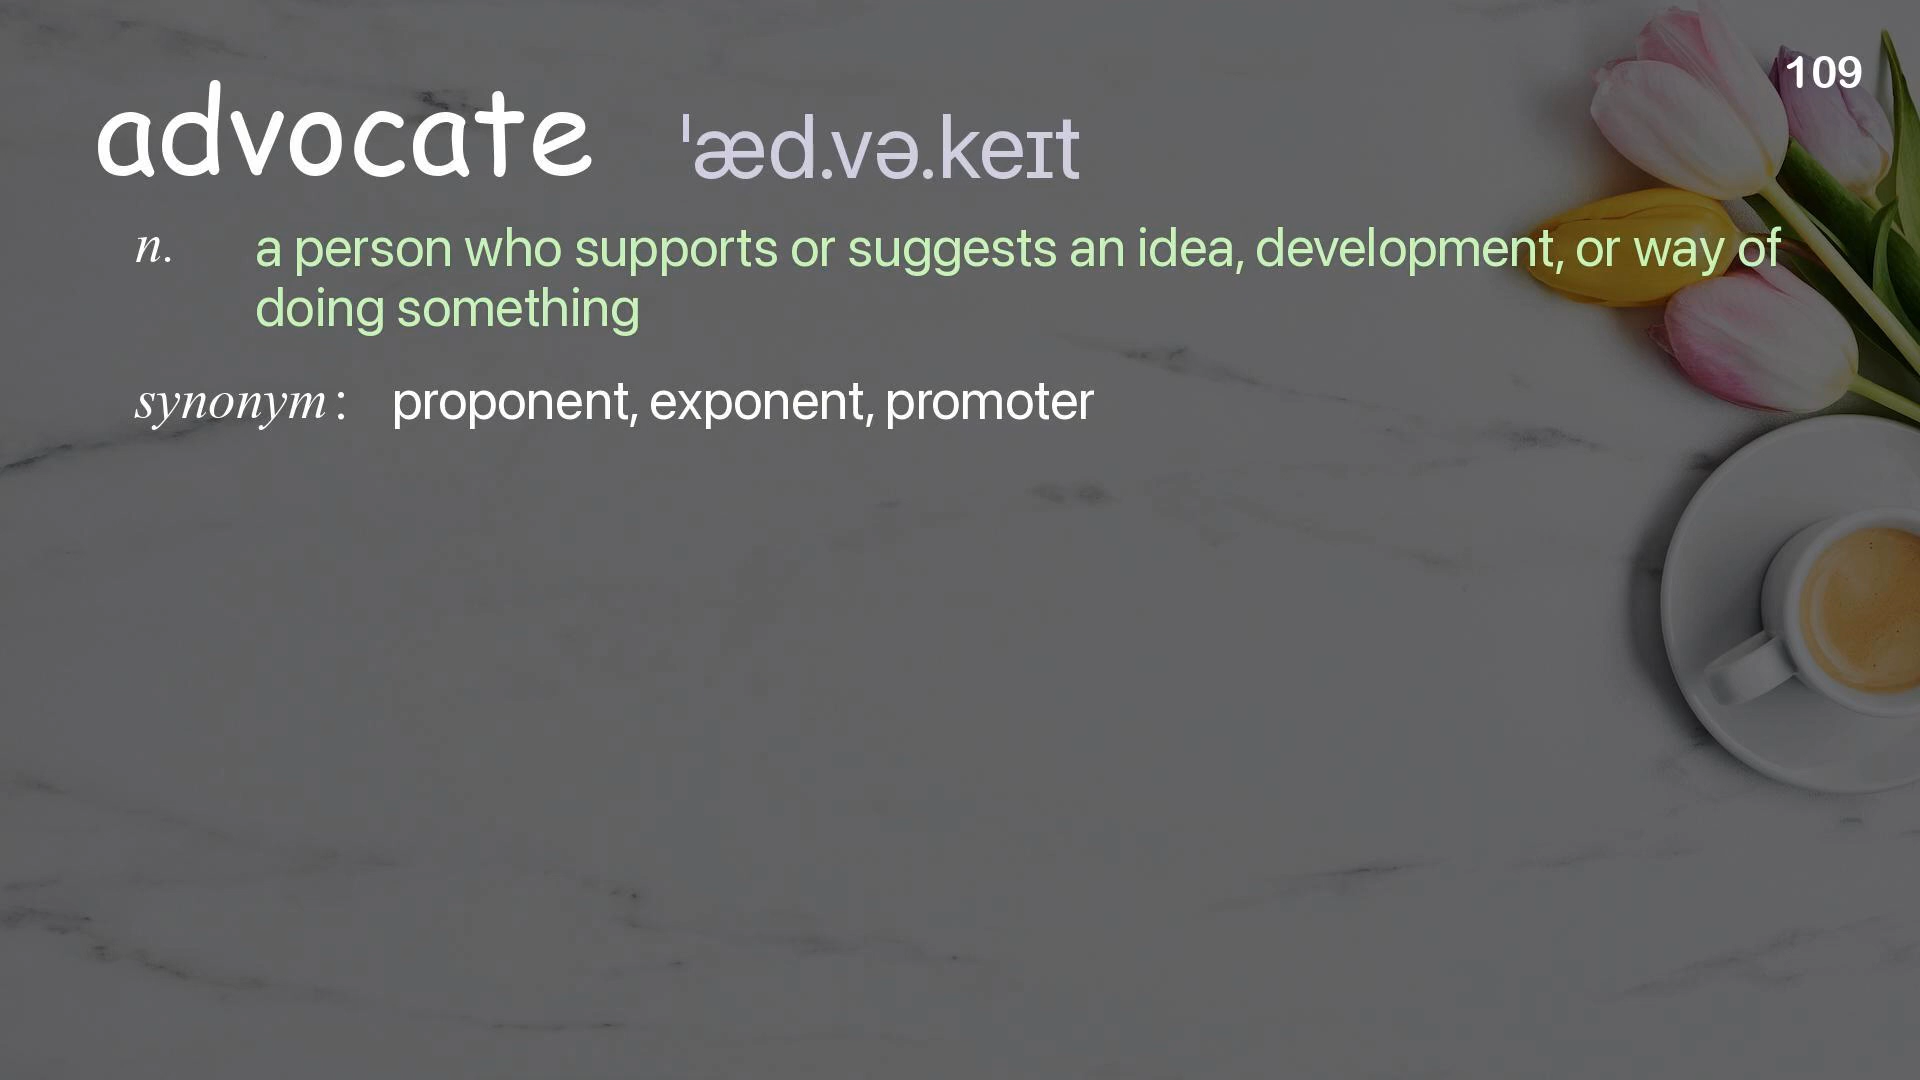 109
advocate ˈæd.və.keɪt
n. a person who supports or suggests an idea, development, or way of
doing something
synonym: proponent, exponent, promoter